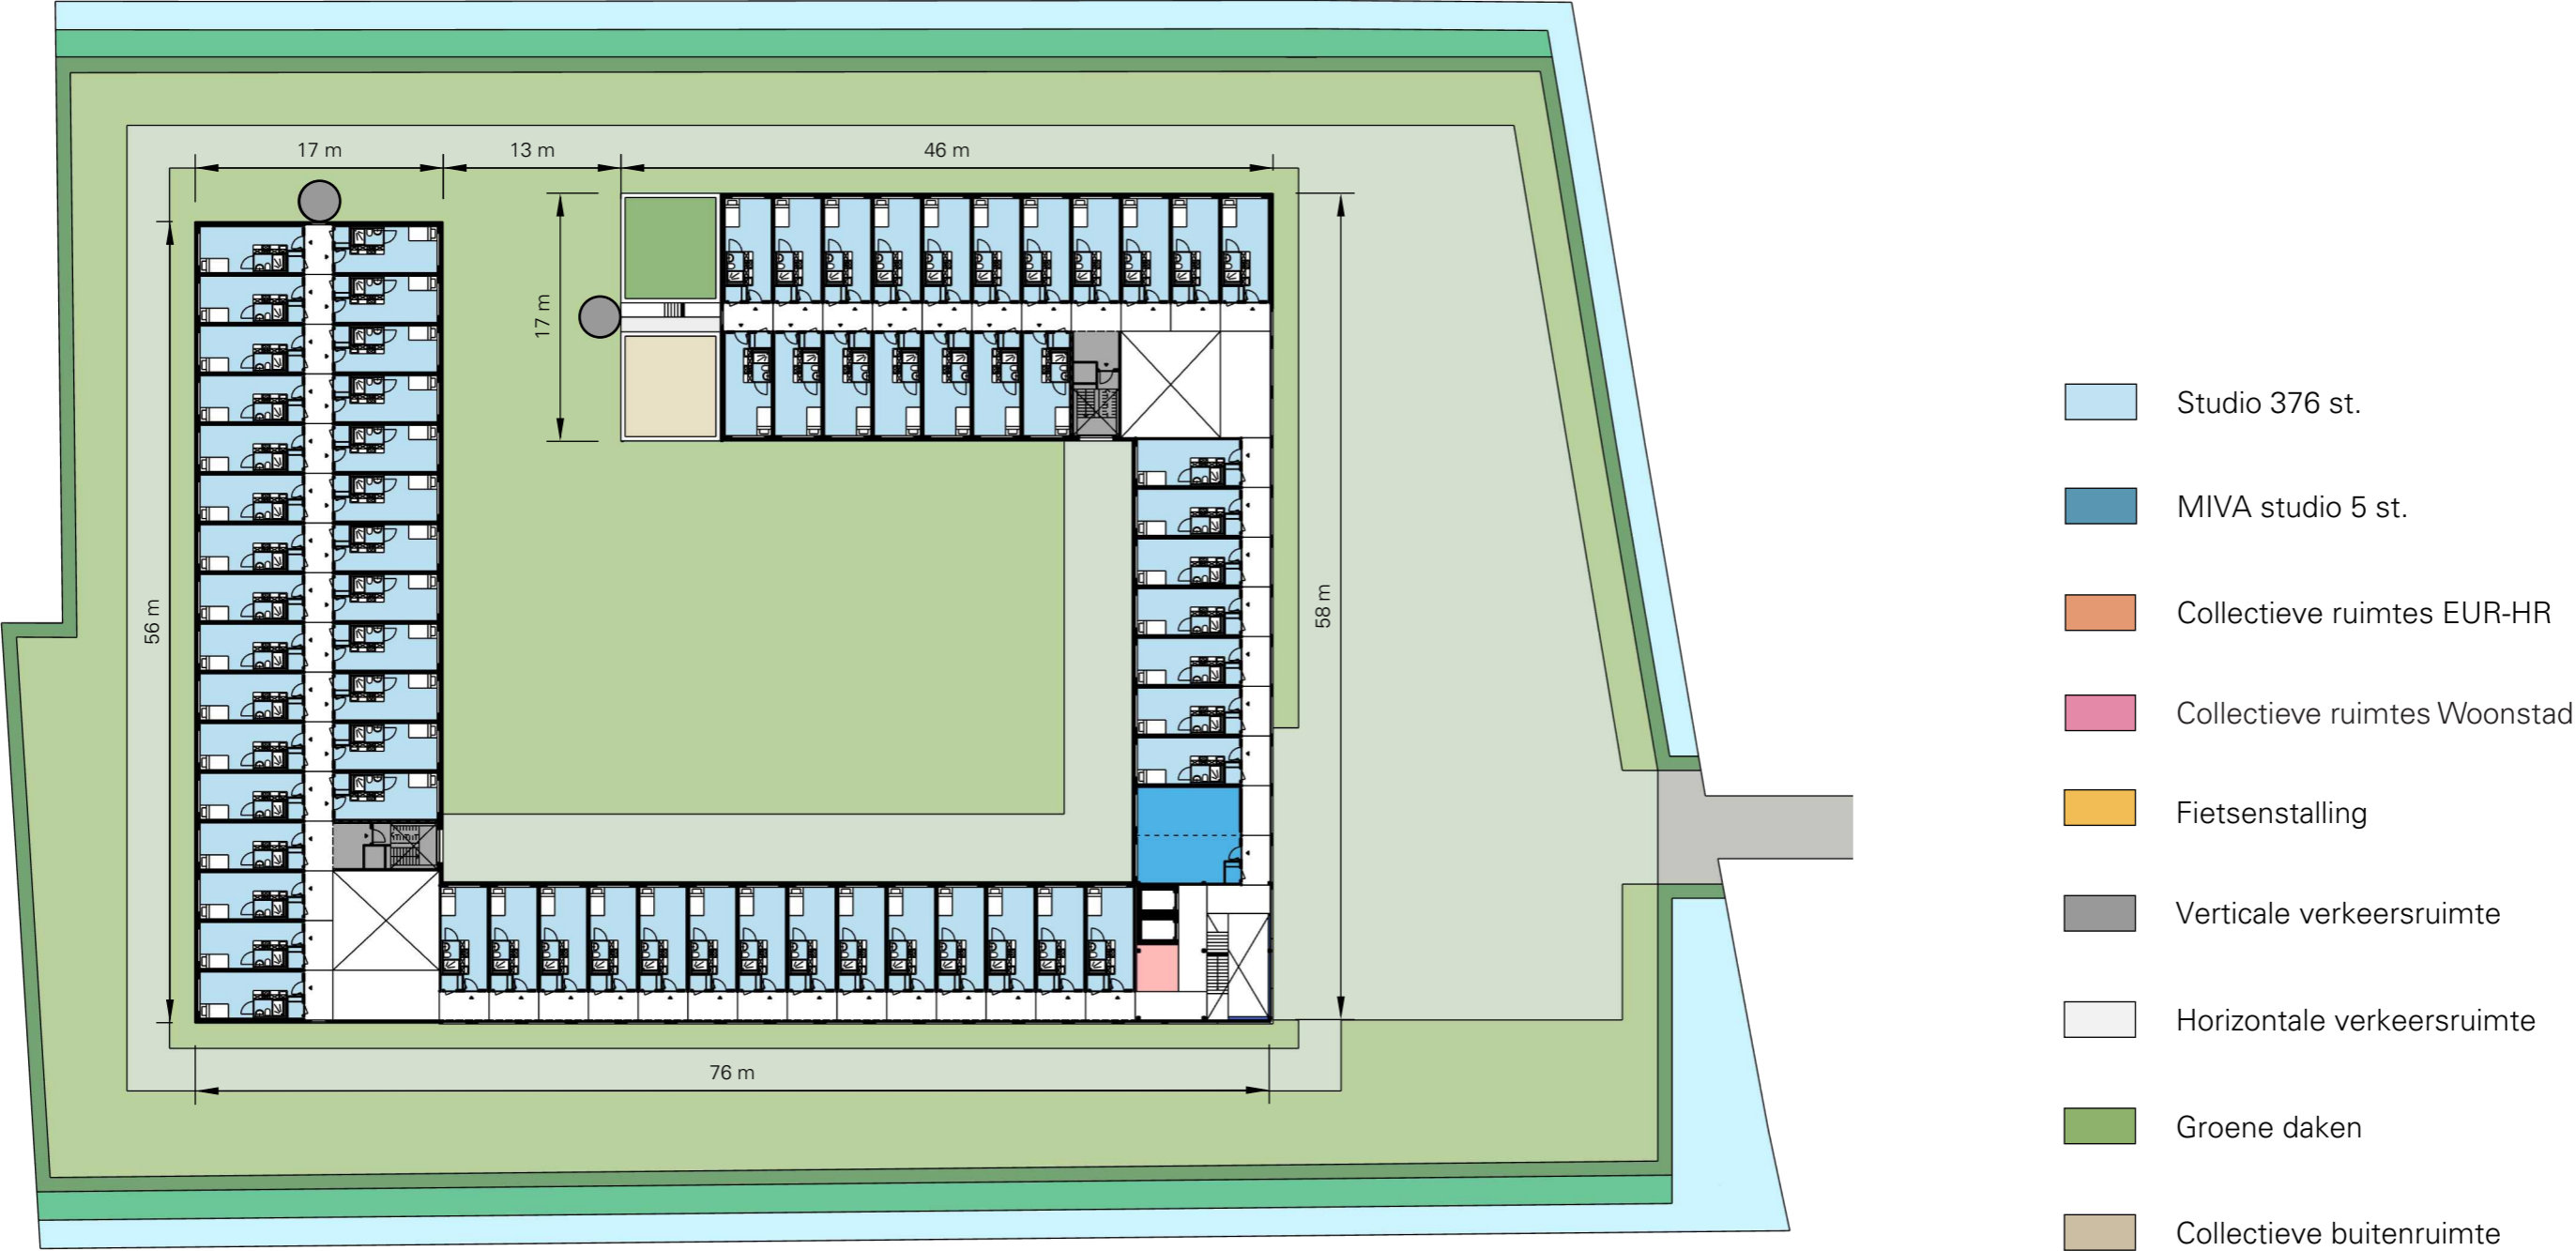 17 m
13 m
46 m
17 m
56 m
58 m
76 m
Studio 376 st.
MIVA studio 5 st.
Collectieve ruimtes EUR-HR
Collectieve ruimtes Woonstad
Fietsenstalling
Verticale verkeersruimte
Horizontale verkeersruimte
Groene daken
Collectieve buitenruimte